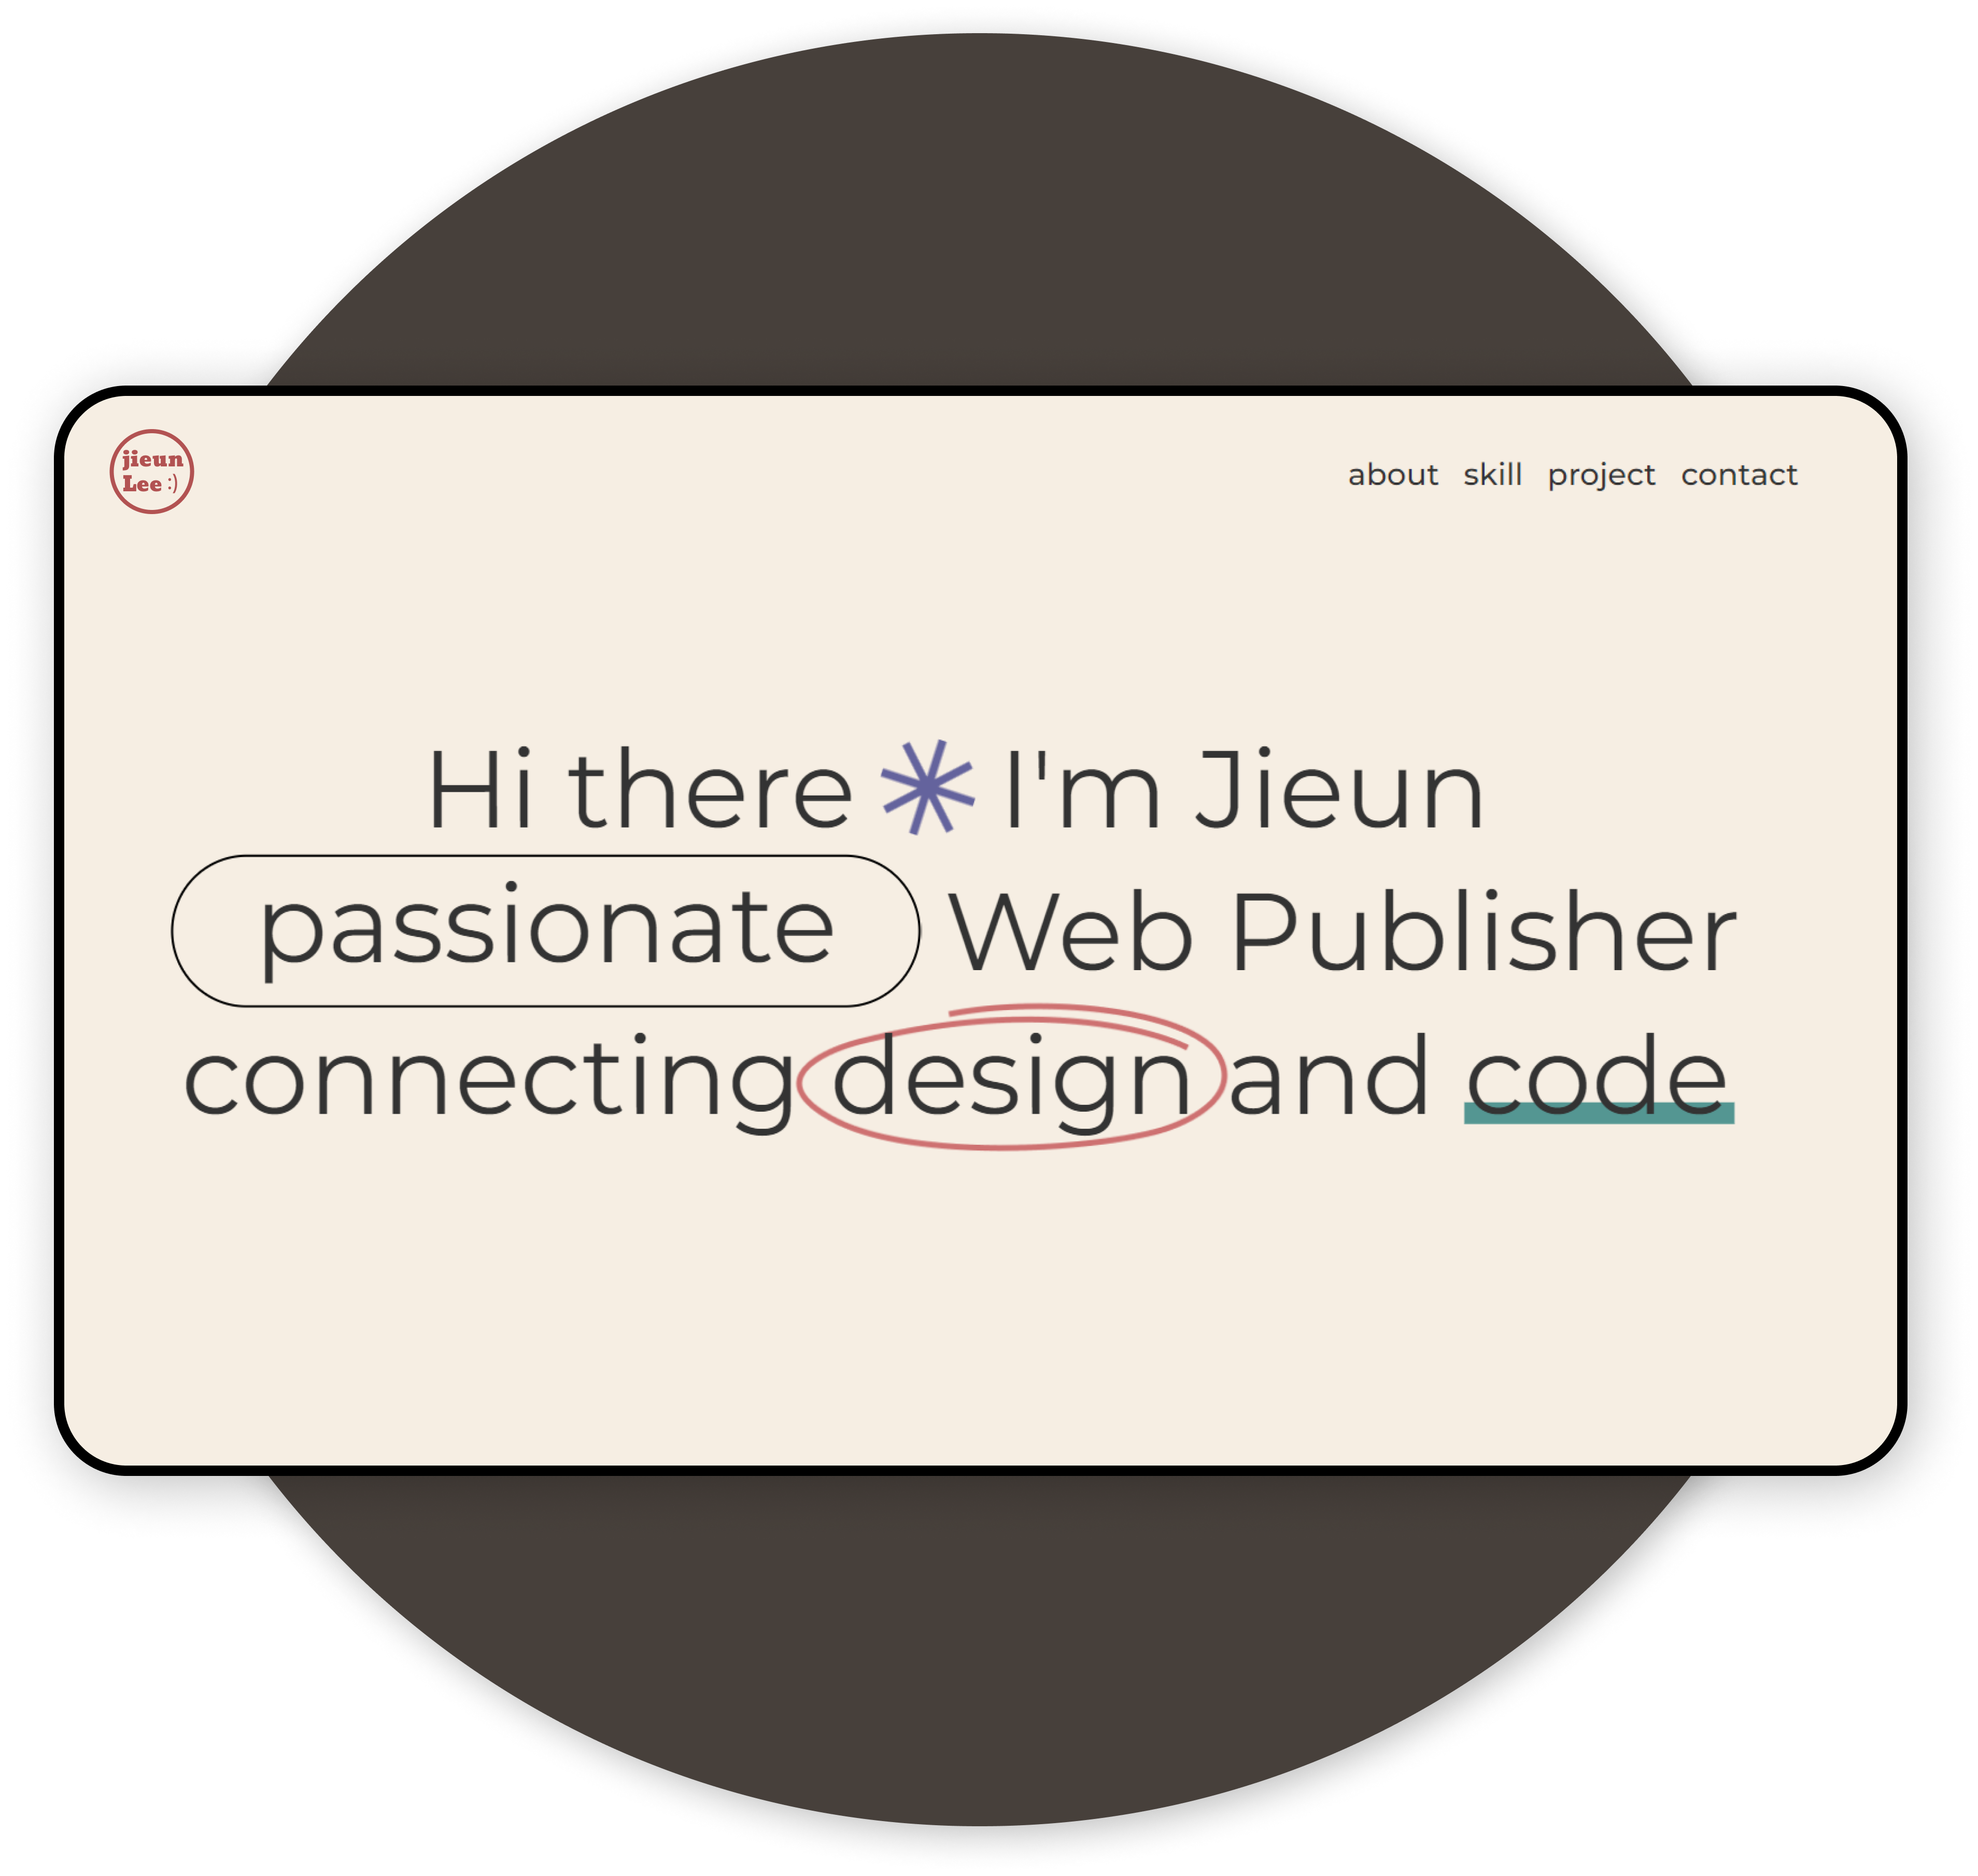 jieun
Lee :)
about skill project contact
Hi there I'm Jieun
passionate Web Publisher
connecting design and code